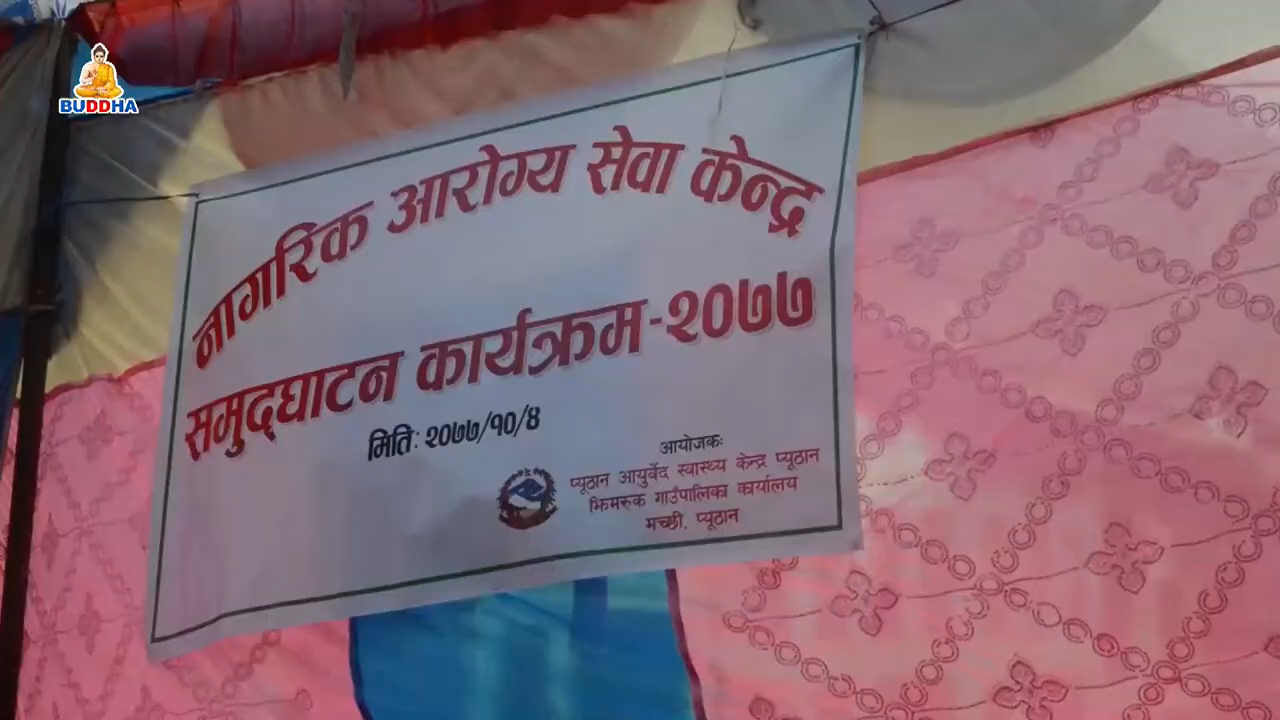 BUDDHA
नागरिक आरोग्य सेवा केन्द्र
समुद्घाटन कार्यक्रम-२०७७
मिति: २०७७/१०/४
आयोजक:
प्यूठान आयुर्वेद स्वास्थ्य केन्द्र प्यूठान
झिमरुक गाउँपालिका कार्यालय
मच्छी, प्यूठान